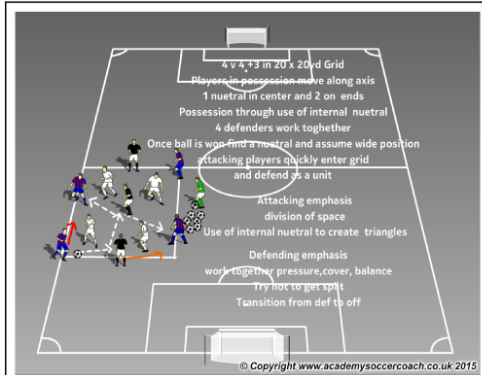 4 v 4 +3 in 20 x 20yd Grid
Players in possession move along axis
1 nuetral in center and 2 on ends
Possession through use of internal nuetral
4 defenders work toghether
Once ball is won find a nuetral and assume wide position
attacking players quickly enter grid
and defend as a unit
Attacking emphasis
division of space
Use of internal nuetral to create triangles
Defending emphasis
work together pressure,cover, balance
Try not to get split
Transition from def to off
© Copyright www.academysoccercoach.co.uk 2015